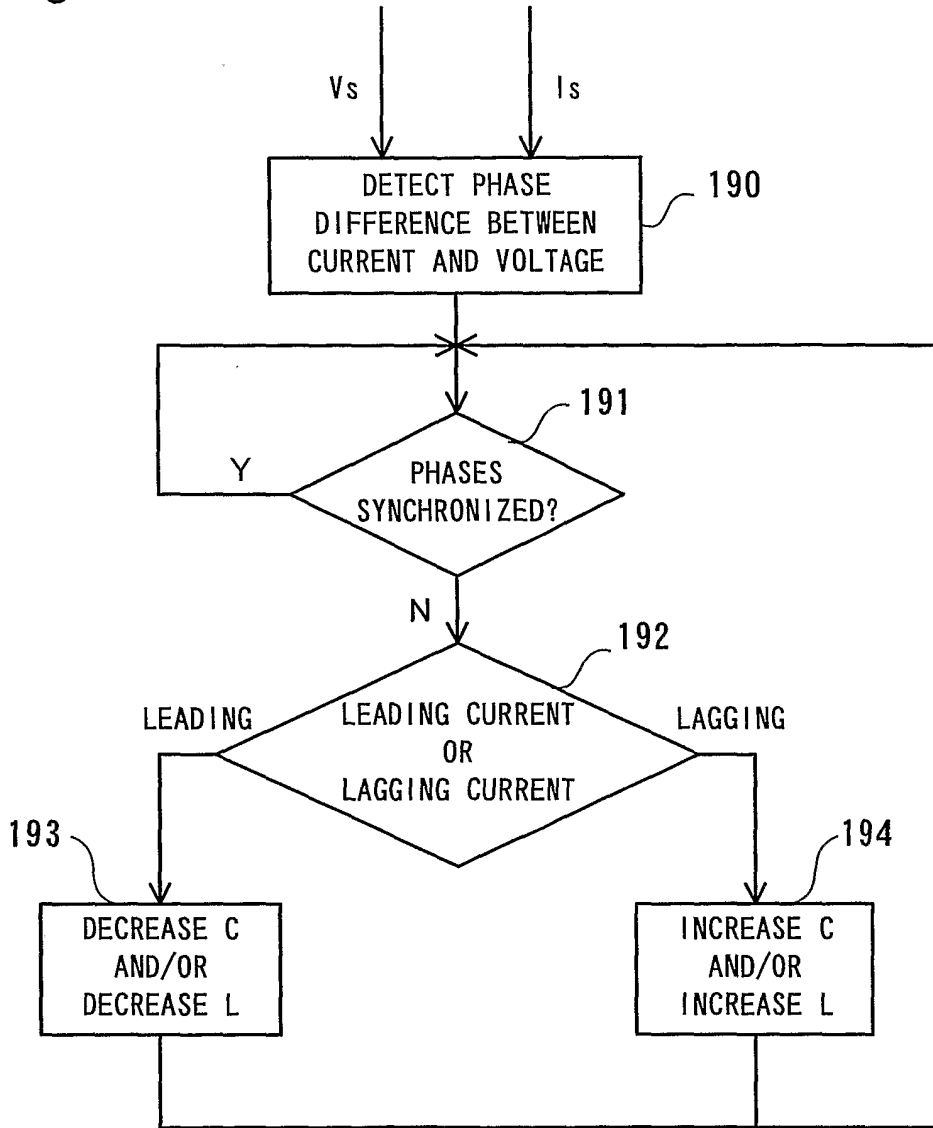 Vs
Is
DETECT PHASE
DIFFERENCE BETWEEN
CURRENT AND VOLTAGE
190
191
PHASES
SYNCHRONIZED?
Y
N
192
LEADING
LEADING CURRENT
OR
LAGGING CURRENT
LAGGING
193
DECREASE C
AND/OR
DECREASE L
194
INCREASE C
AND/OR
INCREASE L